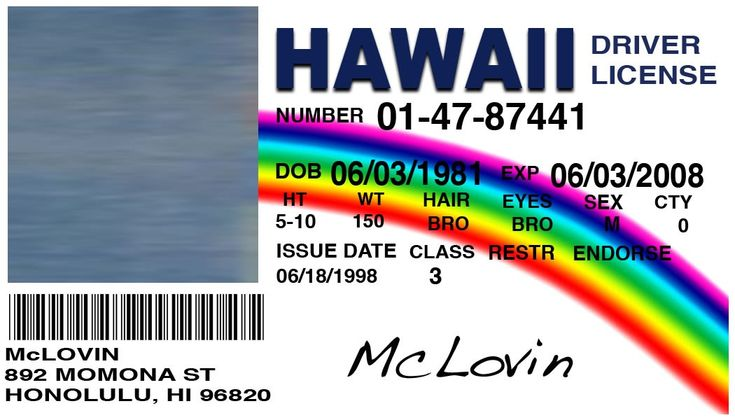 HAWAII DRIVER LICENSE
NUMBER 01-47-87441
DOB 06/03/1981 EXP 06/03/2008
HT WT HAIR EYES SEX CTY
5-10 150 BRO BRO M 0
ISSUE DATE CLASS RESTR ENDORSE
06/18/1998 3
McLovin
McLOVIN
892 MOMONA ST
HONOLULU, HI 96820